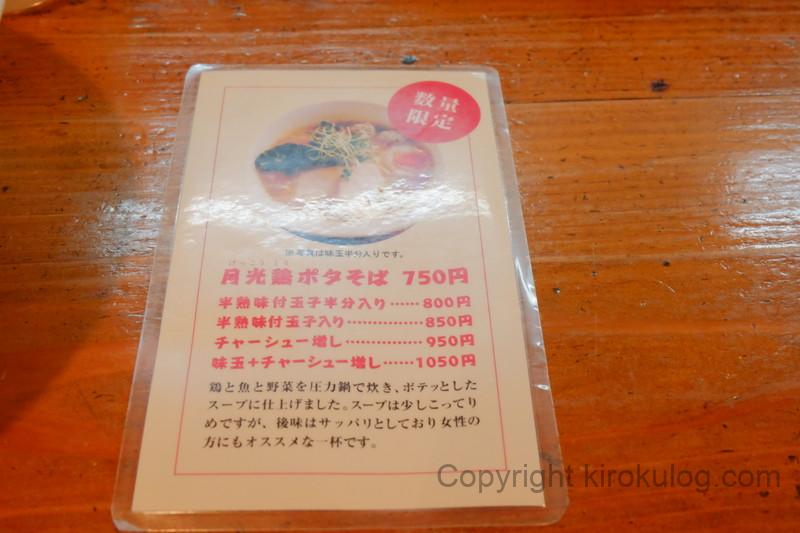 数量
限定
※写真は味玉半分入りです。
げっこう とり
月光鶏ポタそば 750円
半熟味付玉子半分入り……800円
半熟味付玉子入り……………850円
チャーシュー増し……………950円
味玉+チャーシュー増し……1050円
鶏と魚と野菜を圧力鍋で炊き、ポテッとした
スープに仕上げました。スープは少しこってり
めですが、後味はサッパリとしており女性の
方にもオススメな一杯です。
Copyright kirokulog.com